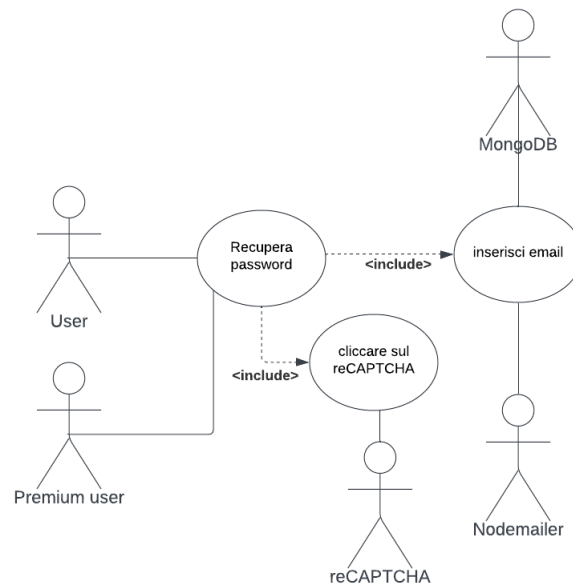 MongoDB
Recupera
password
inserisci email
<include>
User
cliccare sul
reCAPTCHA
<include>
Premium user
Nodemailer
reCAPTCHA